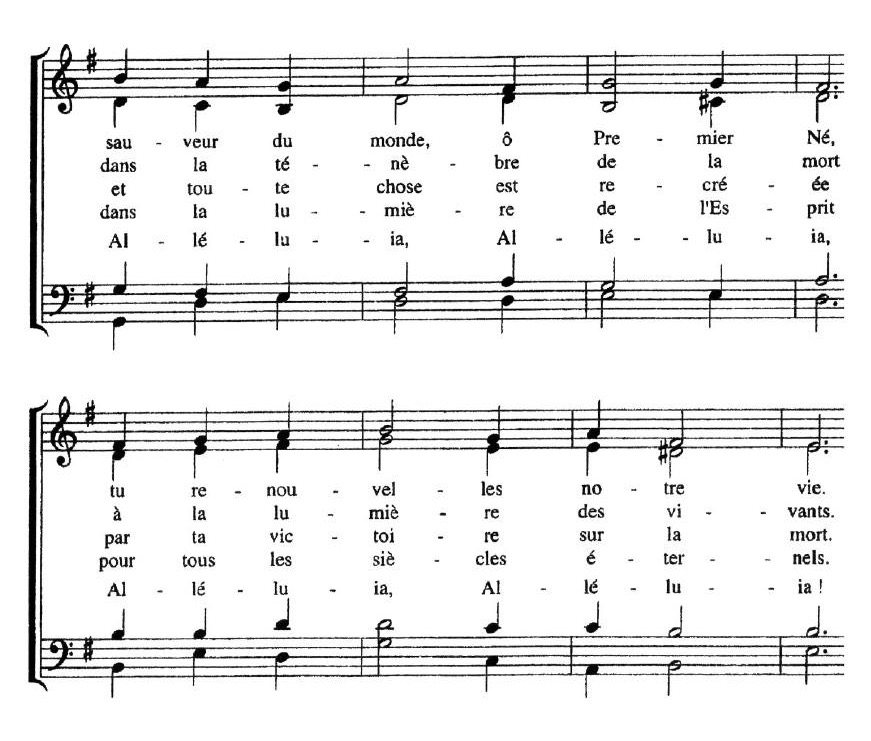 sau - veur du monde, ô Pre - mier Né,
dans la té - nè - bre de la mort
et tou - te chose est re - cré - ée
dans la lu - miè - re de l'Es - prit
Al - lé - lu - ia, Al - lé - lu - ia,
tu re - nou - vel - les no - tre vie.
à la lu - miè - re des vi - vants.
par ta vic - toi - re sur la mort.
pour tous les siè - cles é - ter - nels.
Al - lé - lu - ia, Al - lé - lu - ia !